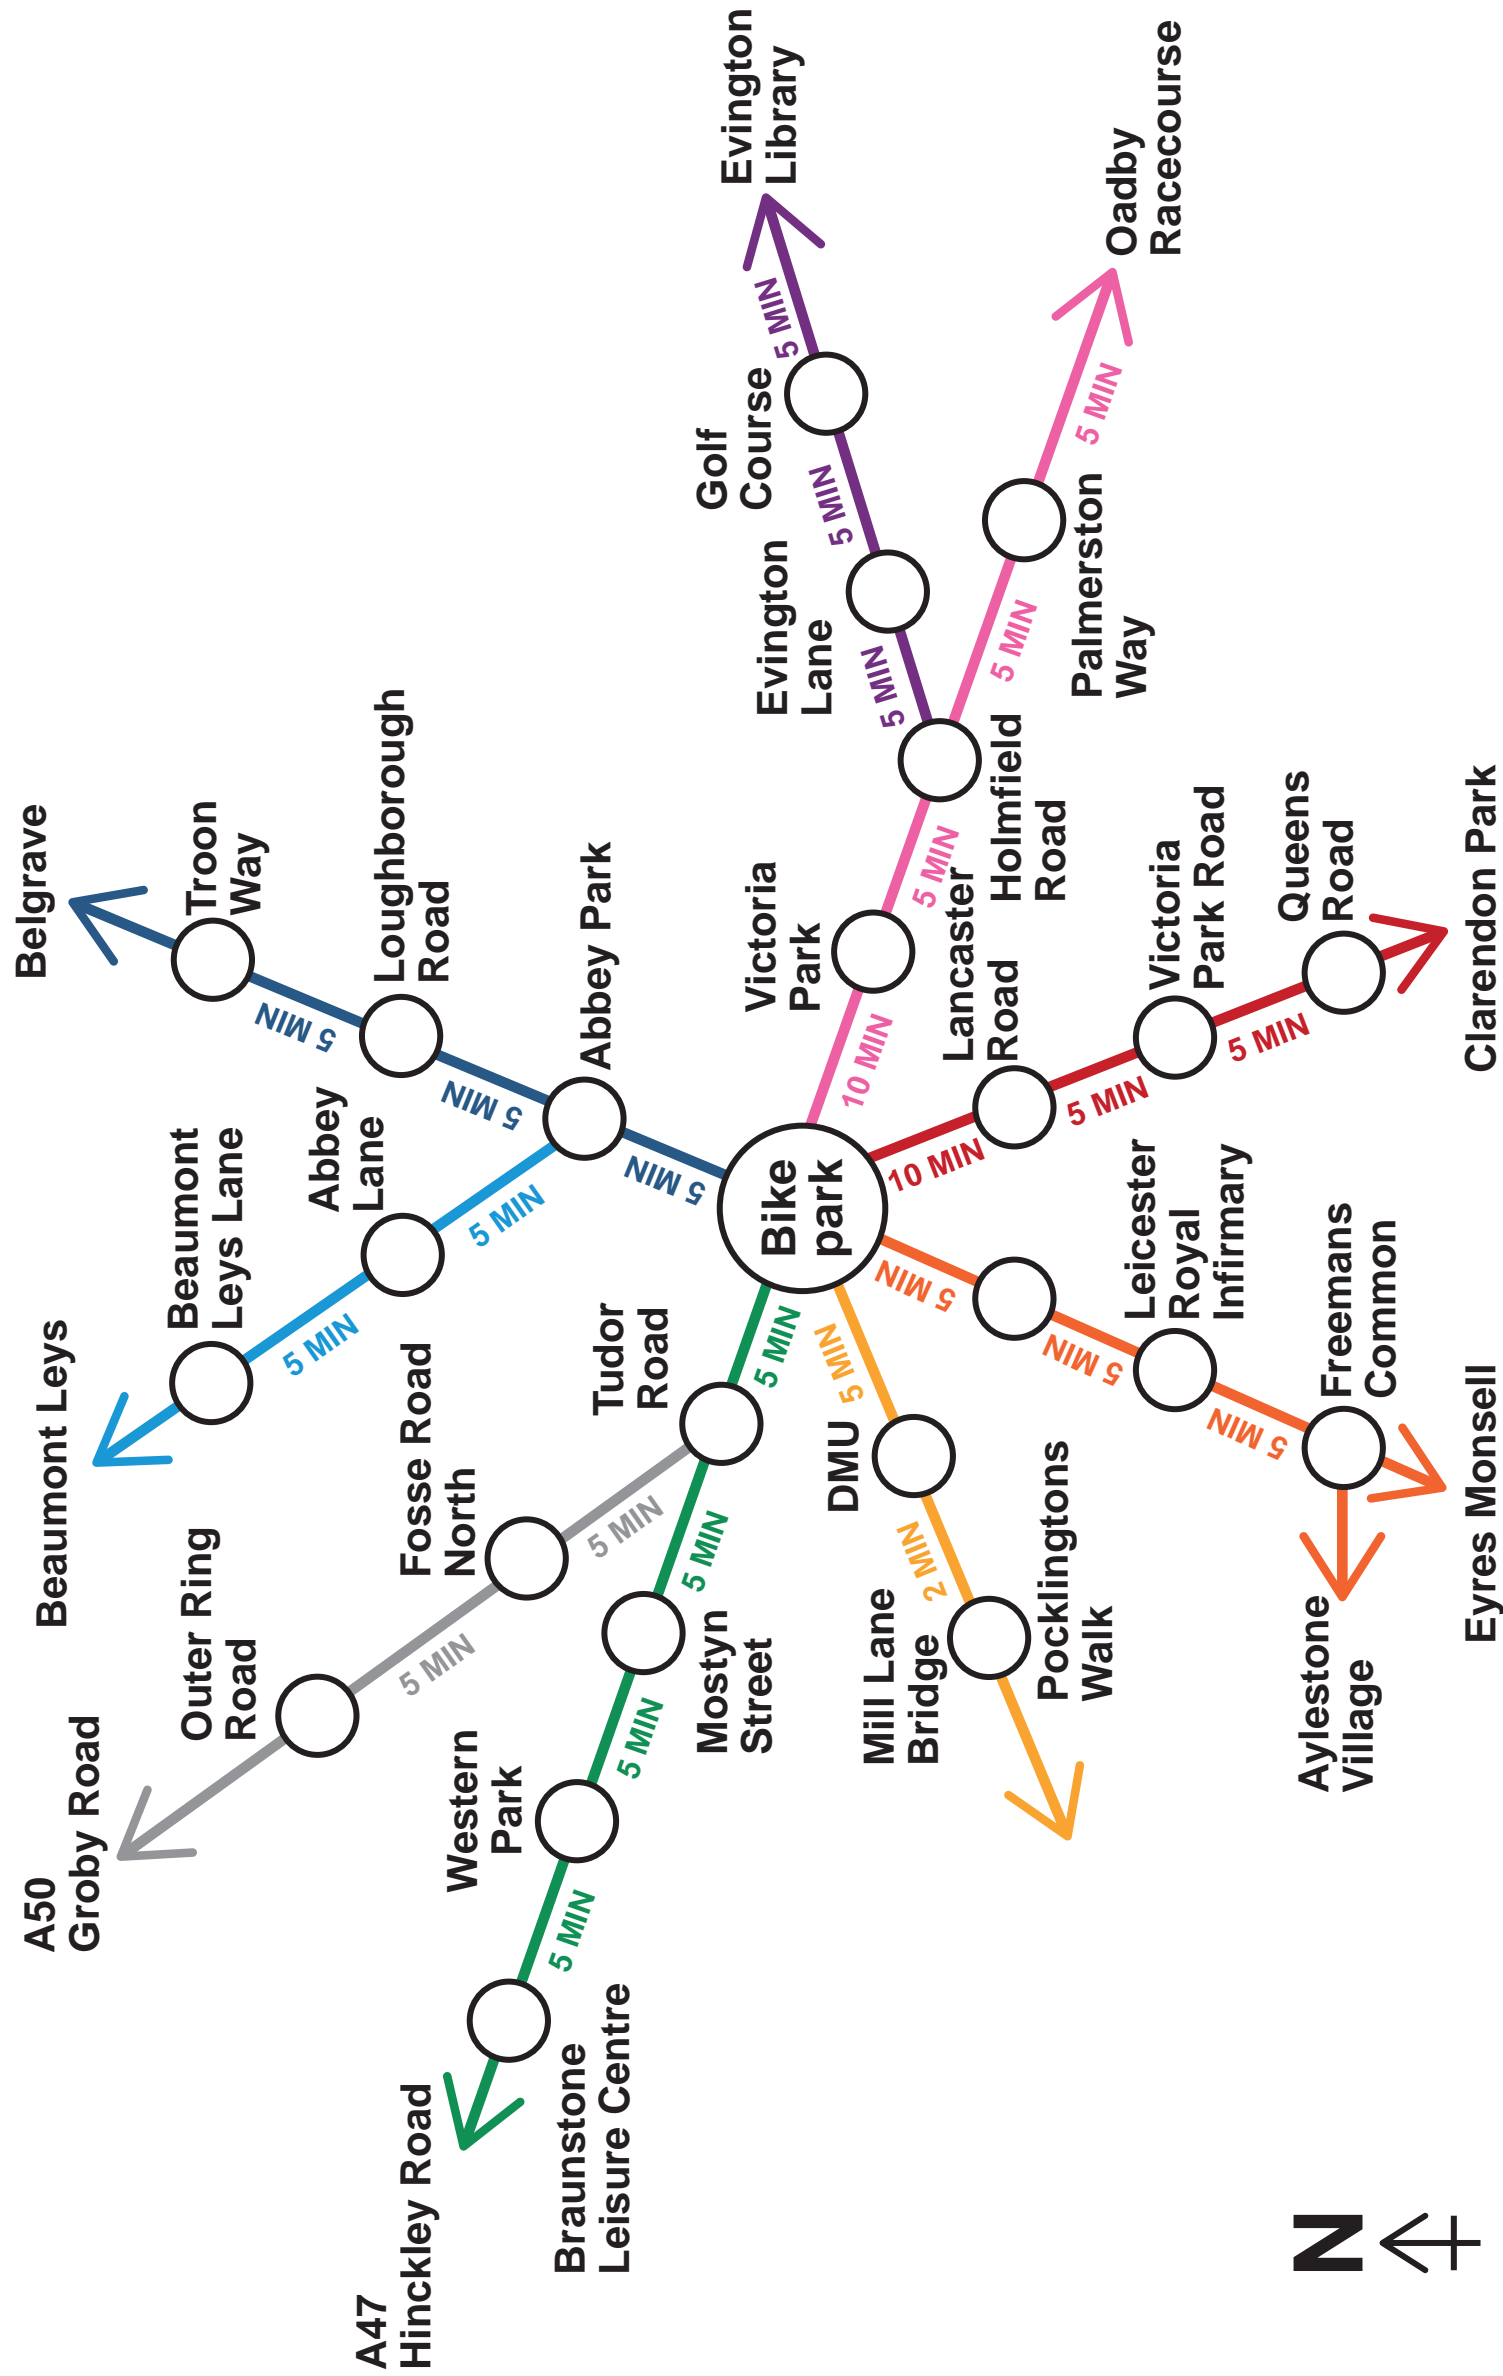 Belgrave
Troon
Way
5 MIN
Loughborough
Road
5 MIN
Abbey Park
5 MIN
Beaumont Leys
Beaumont
Leys Lane
5 MIN
Abbey
Lane
5 MIN
A50
Groby Road
Outer Ring
Road
5 MIN
Fosse Road
North
5 MIN
Tudor
Road
5 MIN
5 MIN
Mostyn
Street
5 MIN
Western
Park
5 MIN
Braunstone
Leisure Centre
A47
Hinckley Road
Bike
park
5 MIN
DMU
2 MIN
Mill Lane
Bridge
Pocklingtons
Walk
5 MIN
5 MIN
Leicester
Royal
Infirmary
5 MIN
Freemans
Common
Aylestone
Village
Eyres Monsell
10 MIN
Lancaster
Road
5 MIN
Victoria
Park Road
5 MIN
Queens
Road
Clarendon Park
10 MIN
Victoria
Park
5 MIN
Holmfield
Road
5 MIN
Palmerston
Way
5 MIN
Oadby
Racecourse
5 MIN
Evington
Lane
5 MIN
Golf
Course
5 MIN
Evington
Library
N